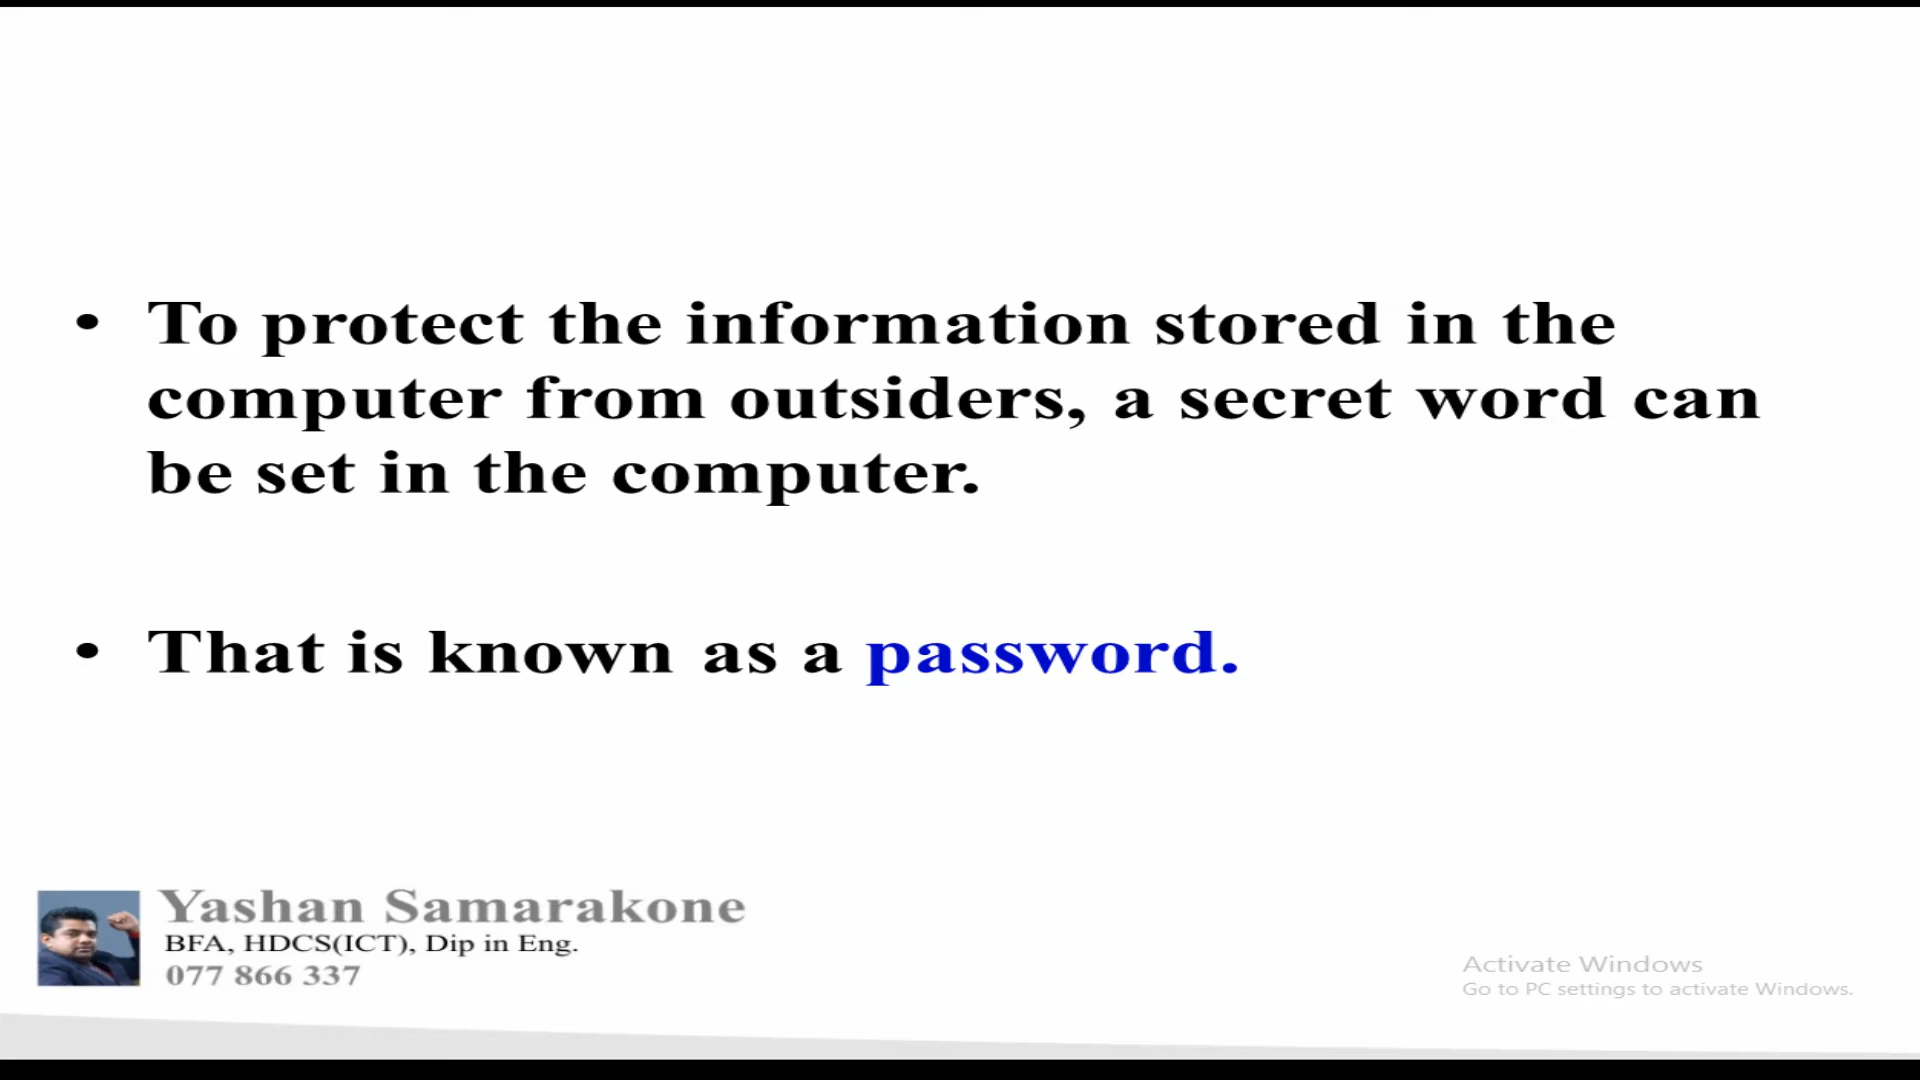 • To protect the information stored in the
computer from outsiders, a secret word can
be set in the computer.
• That is known as a password.
Yashan Samarakone
BFA, HDCS(ICT), Dip in Eng.
077 866 337
Activate Windows
Go to PC settings to activate Windows.